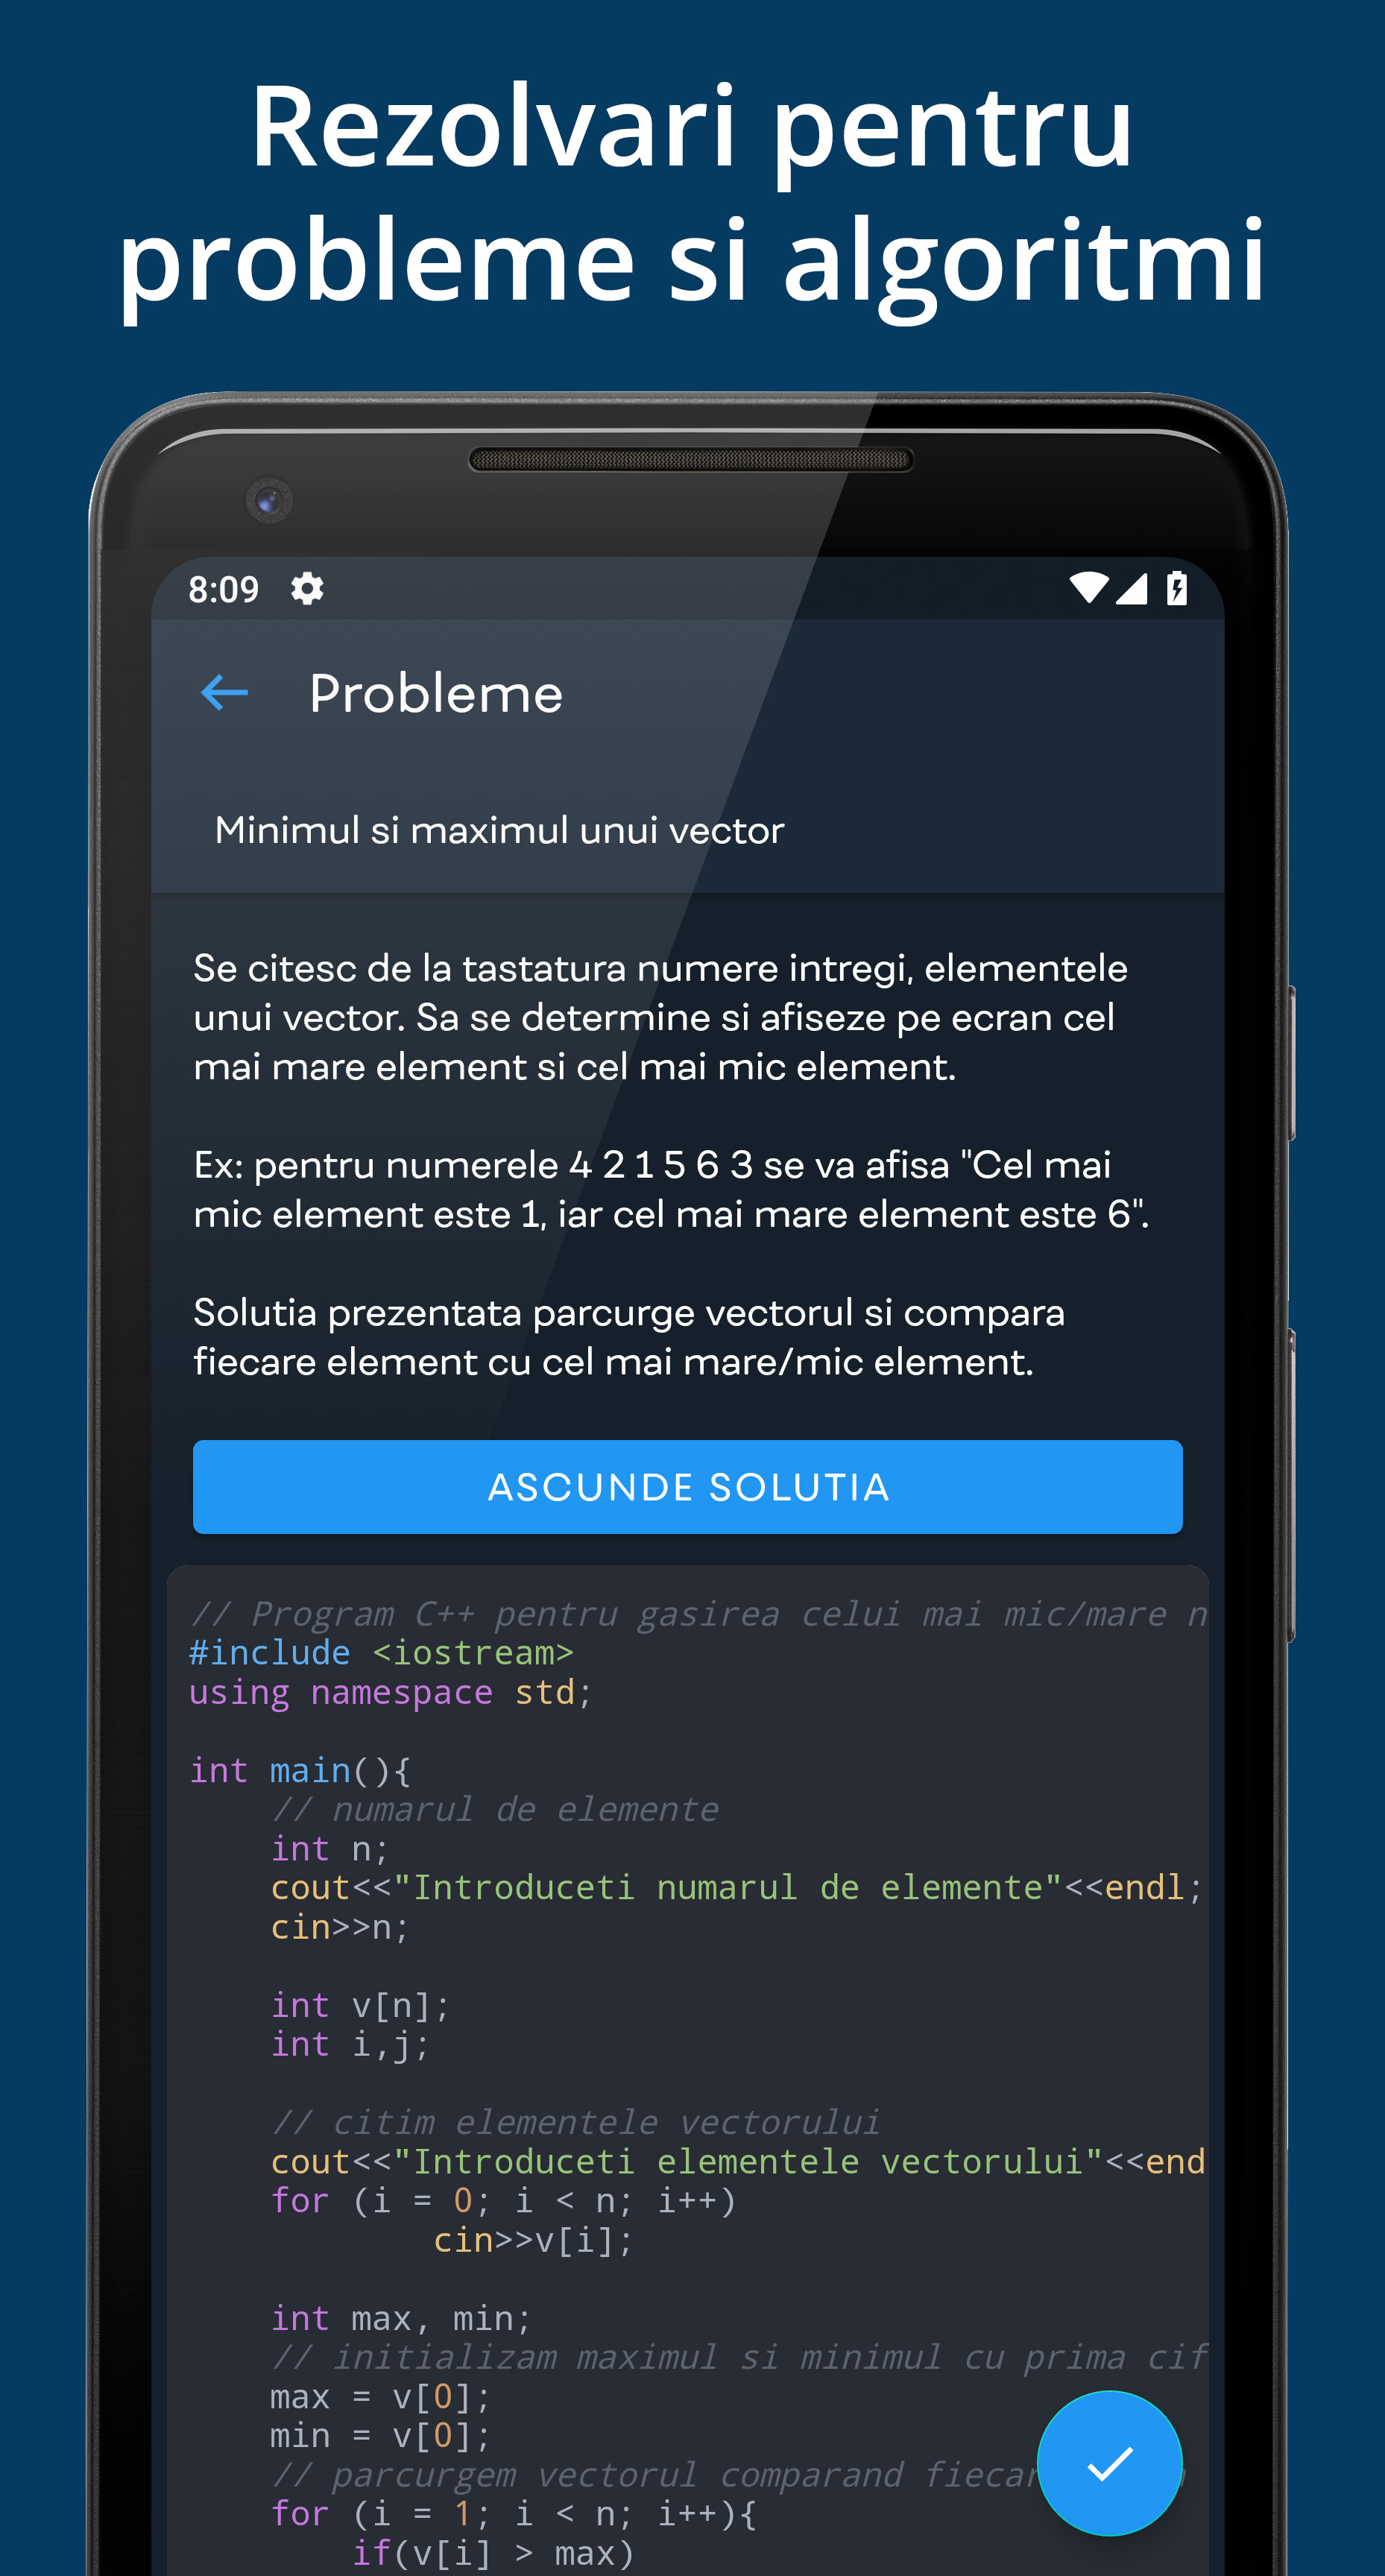 Rezolvari pentru
probleme si algoritmi
8:09
Probleme
Minimul si maximul unui vector
Se citesc de la tastatura numere intregi, elementele
unui vector. Sa se determine si afiseze pe ecran cel
mai mare element si cel mai mic element.
Ex: pentru numerele 4 2 1 5 6 3 se va afisa "Cel mai
mic element este 1, iar cel mai mare element este 6".
Solutia prezentata parcurge vectorul si compara
fiecare element cu cel mai mare/mic element.
ASCUNDE SOLUTIA
// Program C++ pentru gasirea celui mai mic/mare n
#include <iostream>
using namespace std;
int main(){
// numarul de elemente
int n;
cout<<"Introduceti numarul de elemente"<<endl;
cin>>n;
int v[n];
int i,j;
// citim elementele vectorului
cout<<"Introduceti elementele vectorului"<<end
for (i = 0; i < n; i++)
cin>>v[i];
int max, min;
// initializam maximul si minimul cu prima cif
max = v[0];
min = v[0];
// parcurgem vectorul comparand fiecar
for (i = 1; i < n; i++){
if(v[i] > max)